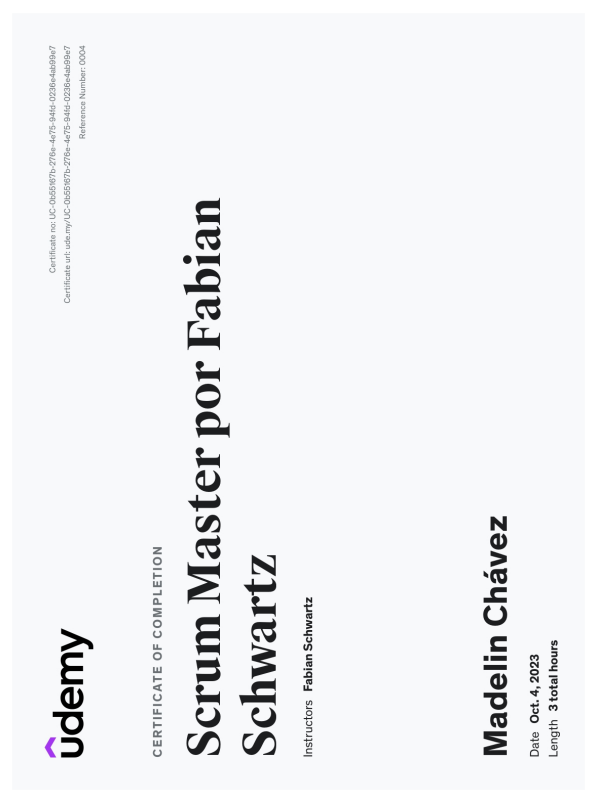 Certificate no: UC-0b55167b-276e-4e75-94fd-0236e4ab99e7
Certificate url: ude.my/UC-0b55167b-276e-4e75-94fd-0236e4ab99e7
Reference Number: 0004
udemy
CERTIFICATE OF COMPLETION
Scrum Master por Fabian
Schwartz
Instructors Fabian Schwartz
Madelin Chávez
Date Oct. 4, 2023
Length 3 total hours